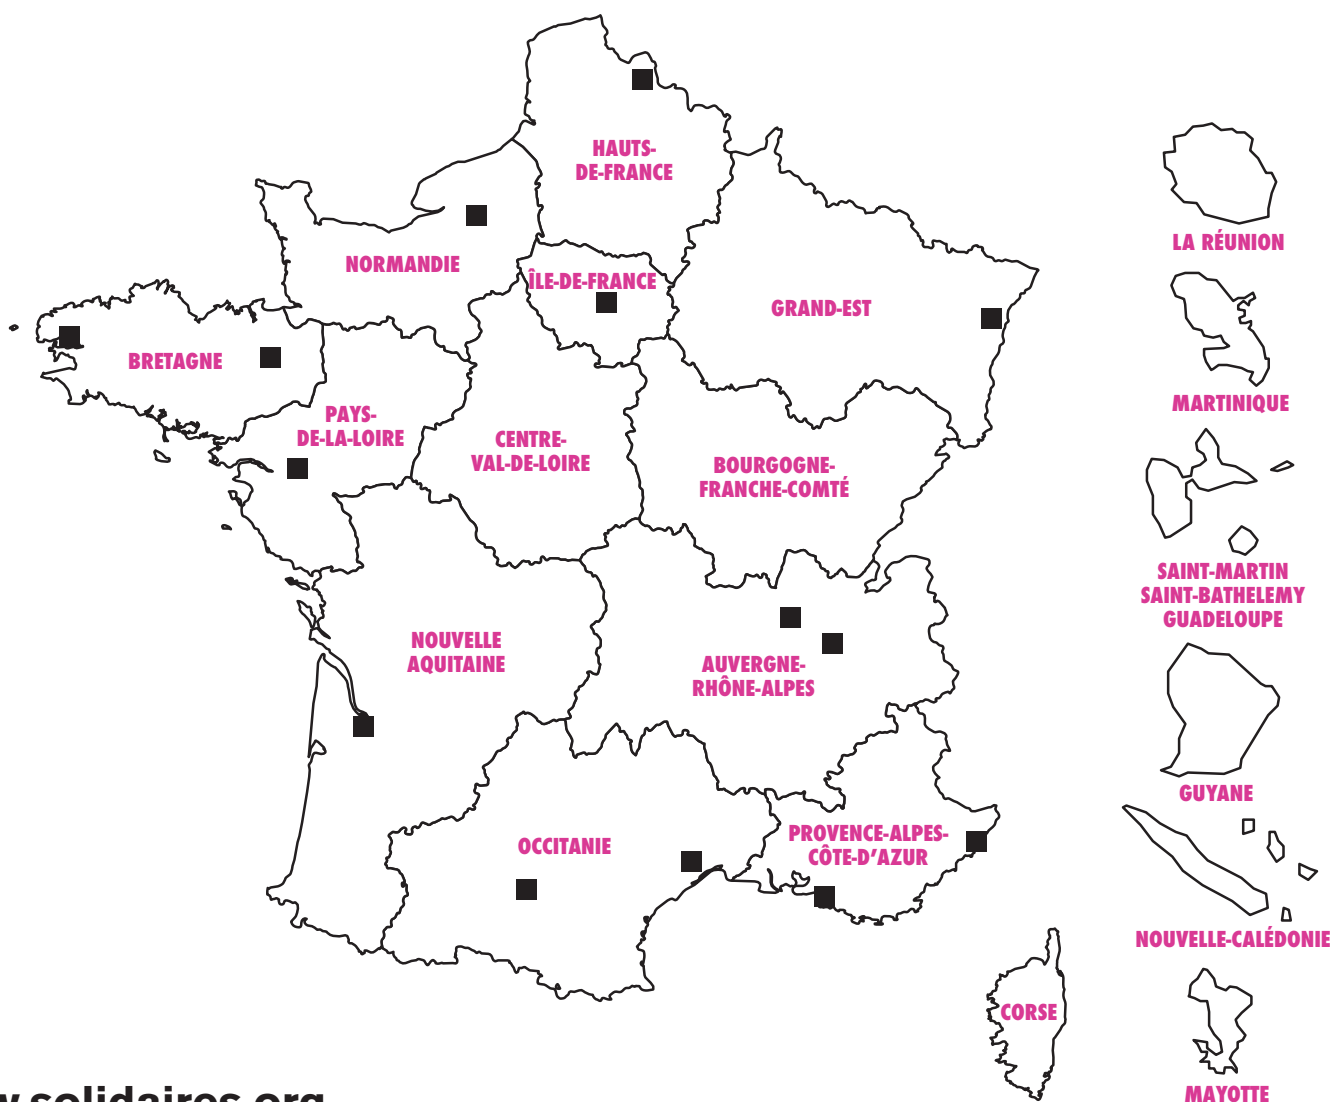 HAUTS-
DE-FRANCE
NORMANDIE
ÎLE-DE-FRANCE
GRAND-EST
BRETAGNE
PAYS-
DE-LA-LOIRE
CENTRE-
VAL-DE-LOIRE
BOURGOGNE-
FRANCHE-COMTÉ
NOUVELLE
AQUITAINE
AUVERGNE-
RHÔNE-ALPES
OCCITANIE
PROVENCE-ALPES-
CÔTE-D'AZUR
CORSE
LA RÉUNION
MARTINIQUE
SAINT-MARTIN
SAINT-BATHELEMY
GUADELOUPE
GUYANE
NOUVELLE-CALÉDONIE
MAYOTTE
w.solidaires.org